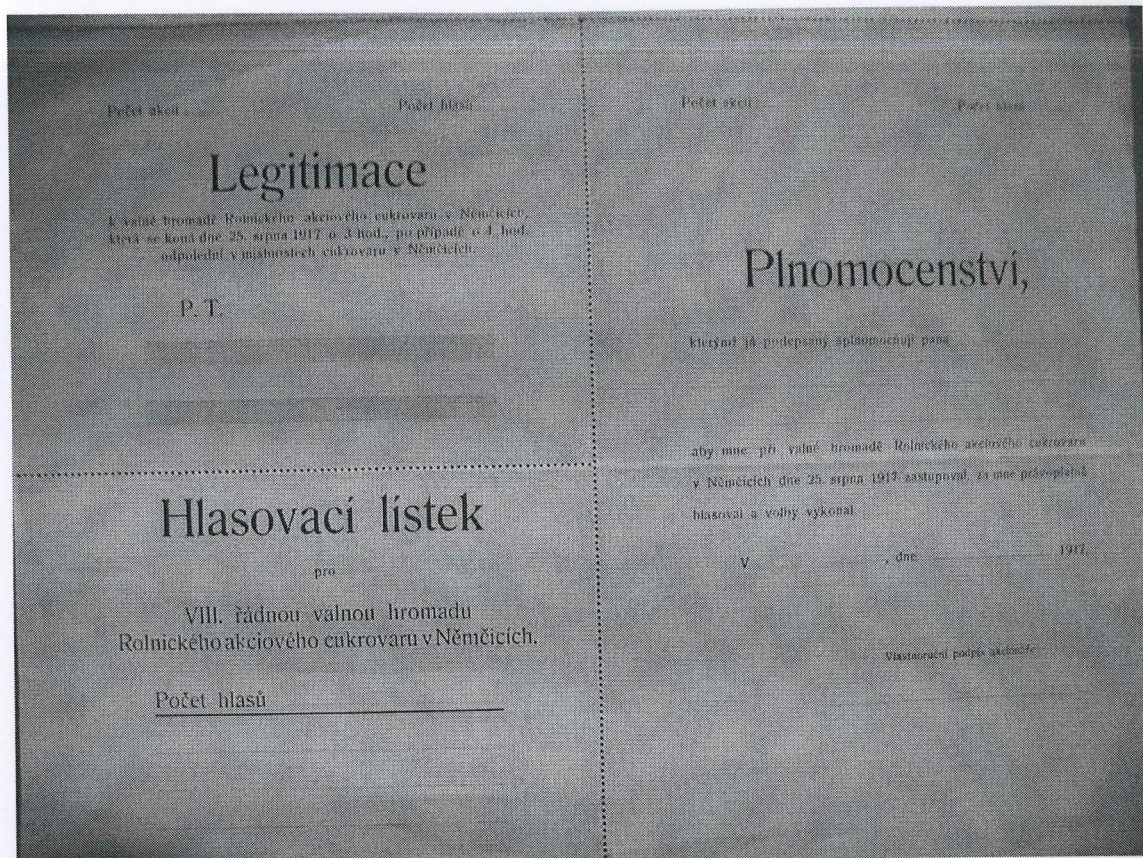 Počet akcií
Počet hlasů
Legitimace
k valné hromadě Rolnického akciového cukrovaru v Němčicích,
která se koná dne 25. srpna 1917 o 3 hod., po případě o 4 hod.
odpolední v místnostech cukrovaru v Němčicích.
P. T.
Hlasovací lístek
pro
VIII. řádnou valnou hromadu
Rolnického akciového cukrovaru v Němčicích.
Počet hlasů
Počet akcií
Počet hlasů
Plnomocenství,
kterýmž já podepsaný splnomocňuji pana
aby mne při valné hromadě Rolnického akciového cukrovaru
v Němčicích dne 25. srpna 1917 zastupoval, za mne právoplatně
hlasoval a volby vykonal.
V , dne 1917.
Vlastnoruční podpis akcionáře: